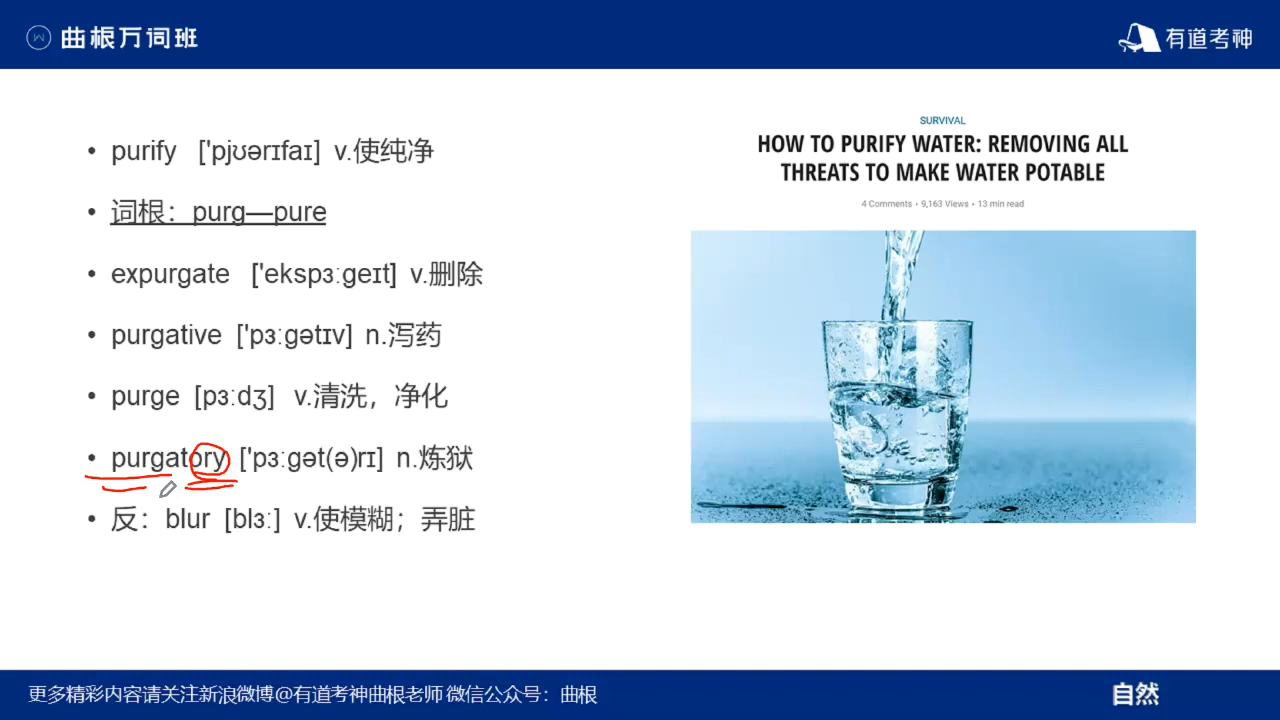 曲根万词班
有道考神
• purify ['pjʊərɪfaɪ] v.使纯净
• 词根：purg—pure
• expurgate ['ekspɜːgeɪt] v.删除
• purgative ['pɜːgətɪv] n.泻药
• purge [pɜːdʒ] v.清洗，净化
• purgatory ['pɜːgət(ə)rɪ] n.炼狱
• 反：blur [blɜː] v.使模糊；弄脏
SURVIVAL
HOW TO PURIFY WATER: REMOVING ALL
THREATS TO MAKE WATER POTABLE
4 Comments • 9,163 Views • 13 min read
更多精彩内容请关注新浪微博@有道考神曲根老师 微信公众号：曲根
自然